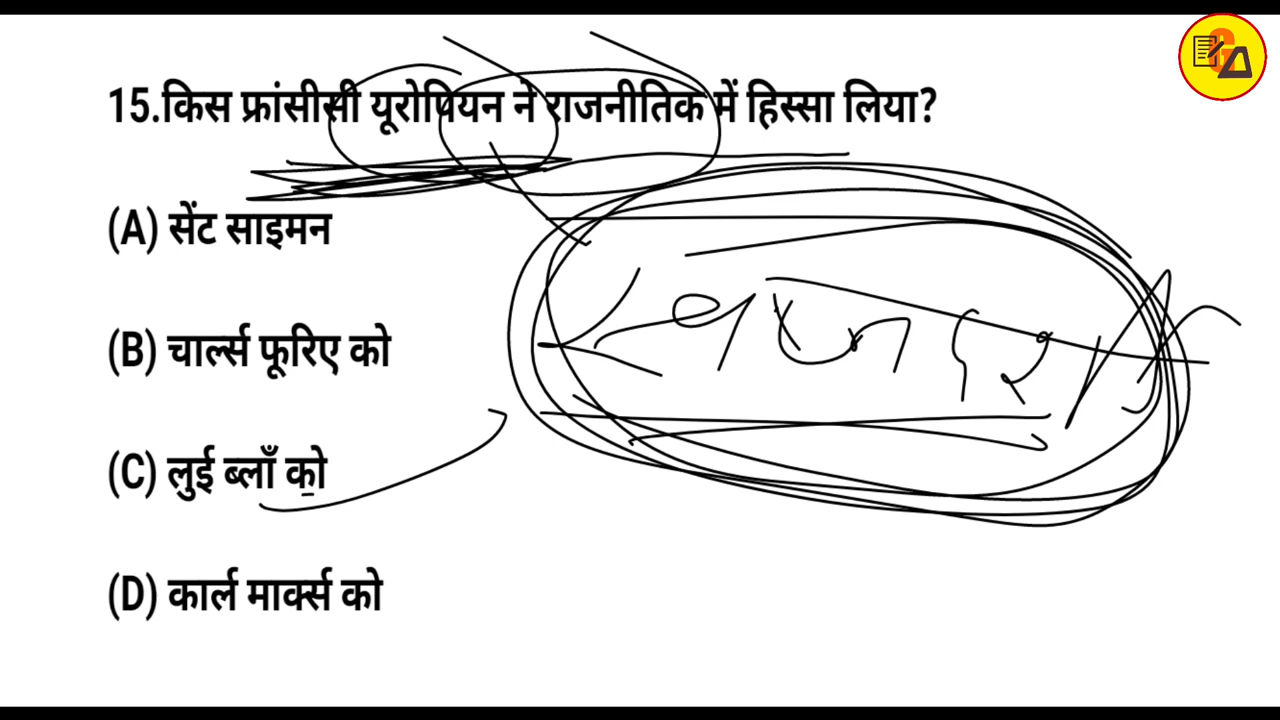 15.किस फ्रांसीसी यूरोपियन ने राजनीतिक में हिस्सा लिया?
(A) सेंट साइमन
(B) चार्ल्स फूरिए को
(C) लुई ब्लाँ को
(D) कार्ल मार्क्स को